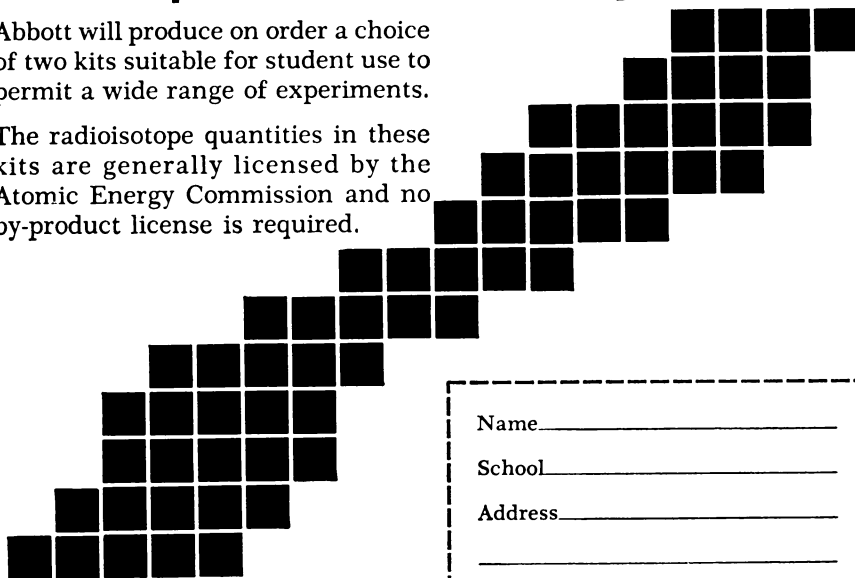 Abbott will produce on order a choice
of two kits suitable for student use to
permit a wide range of experiments.
The radioisotope quantities in these
kits are generally licensed by the
Atomic Energy Commission and no
by-product license is required.
Name
School
Address